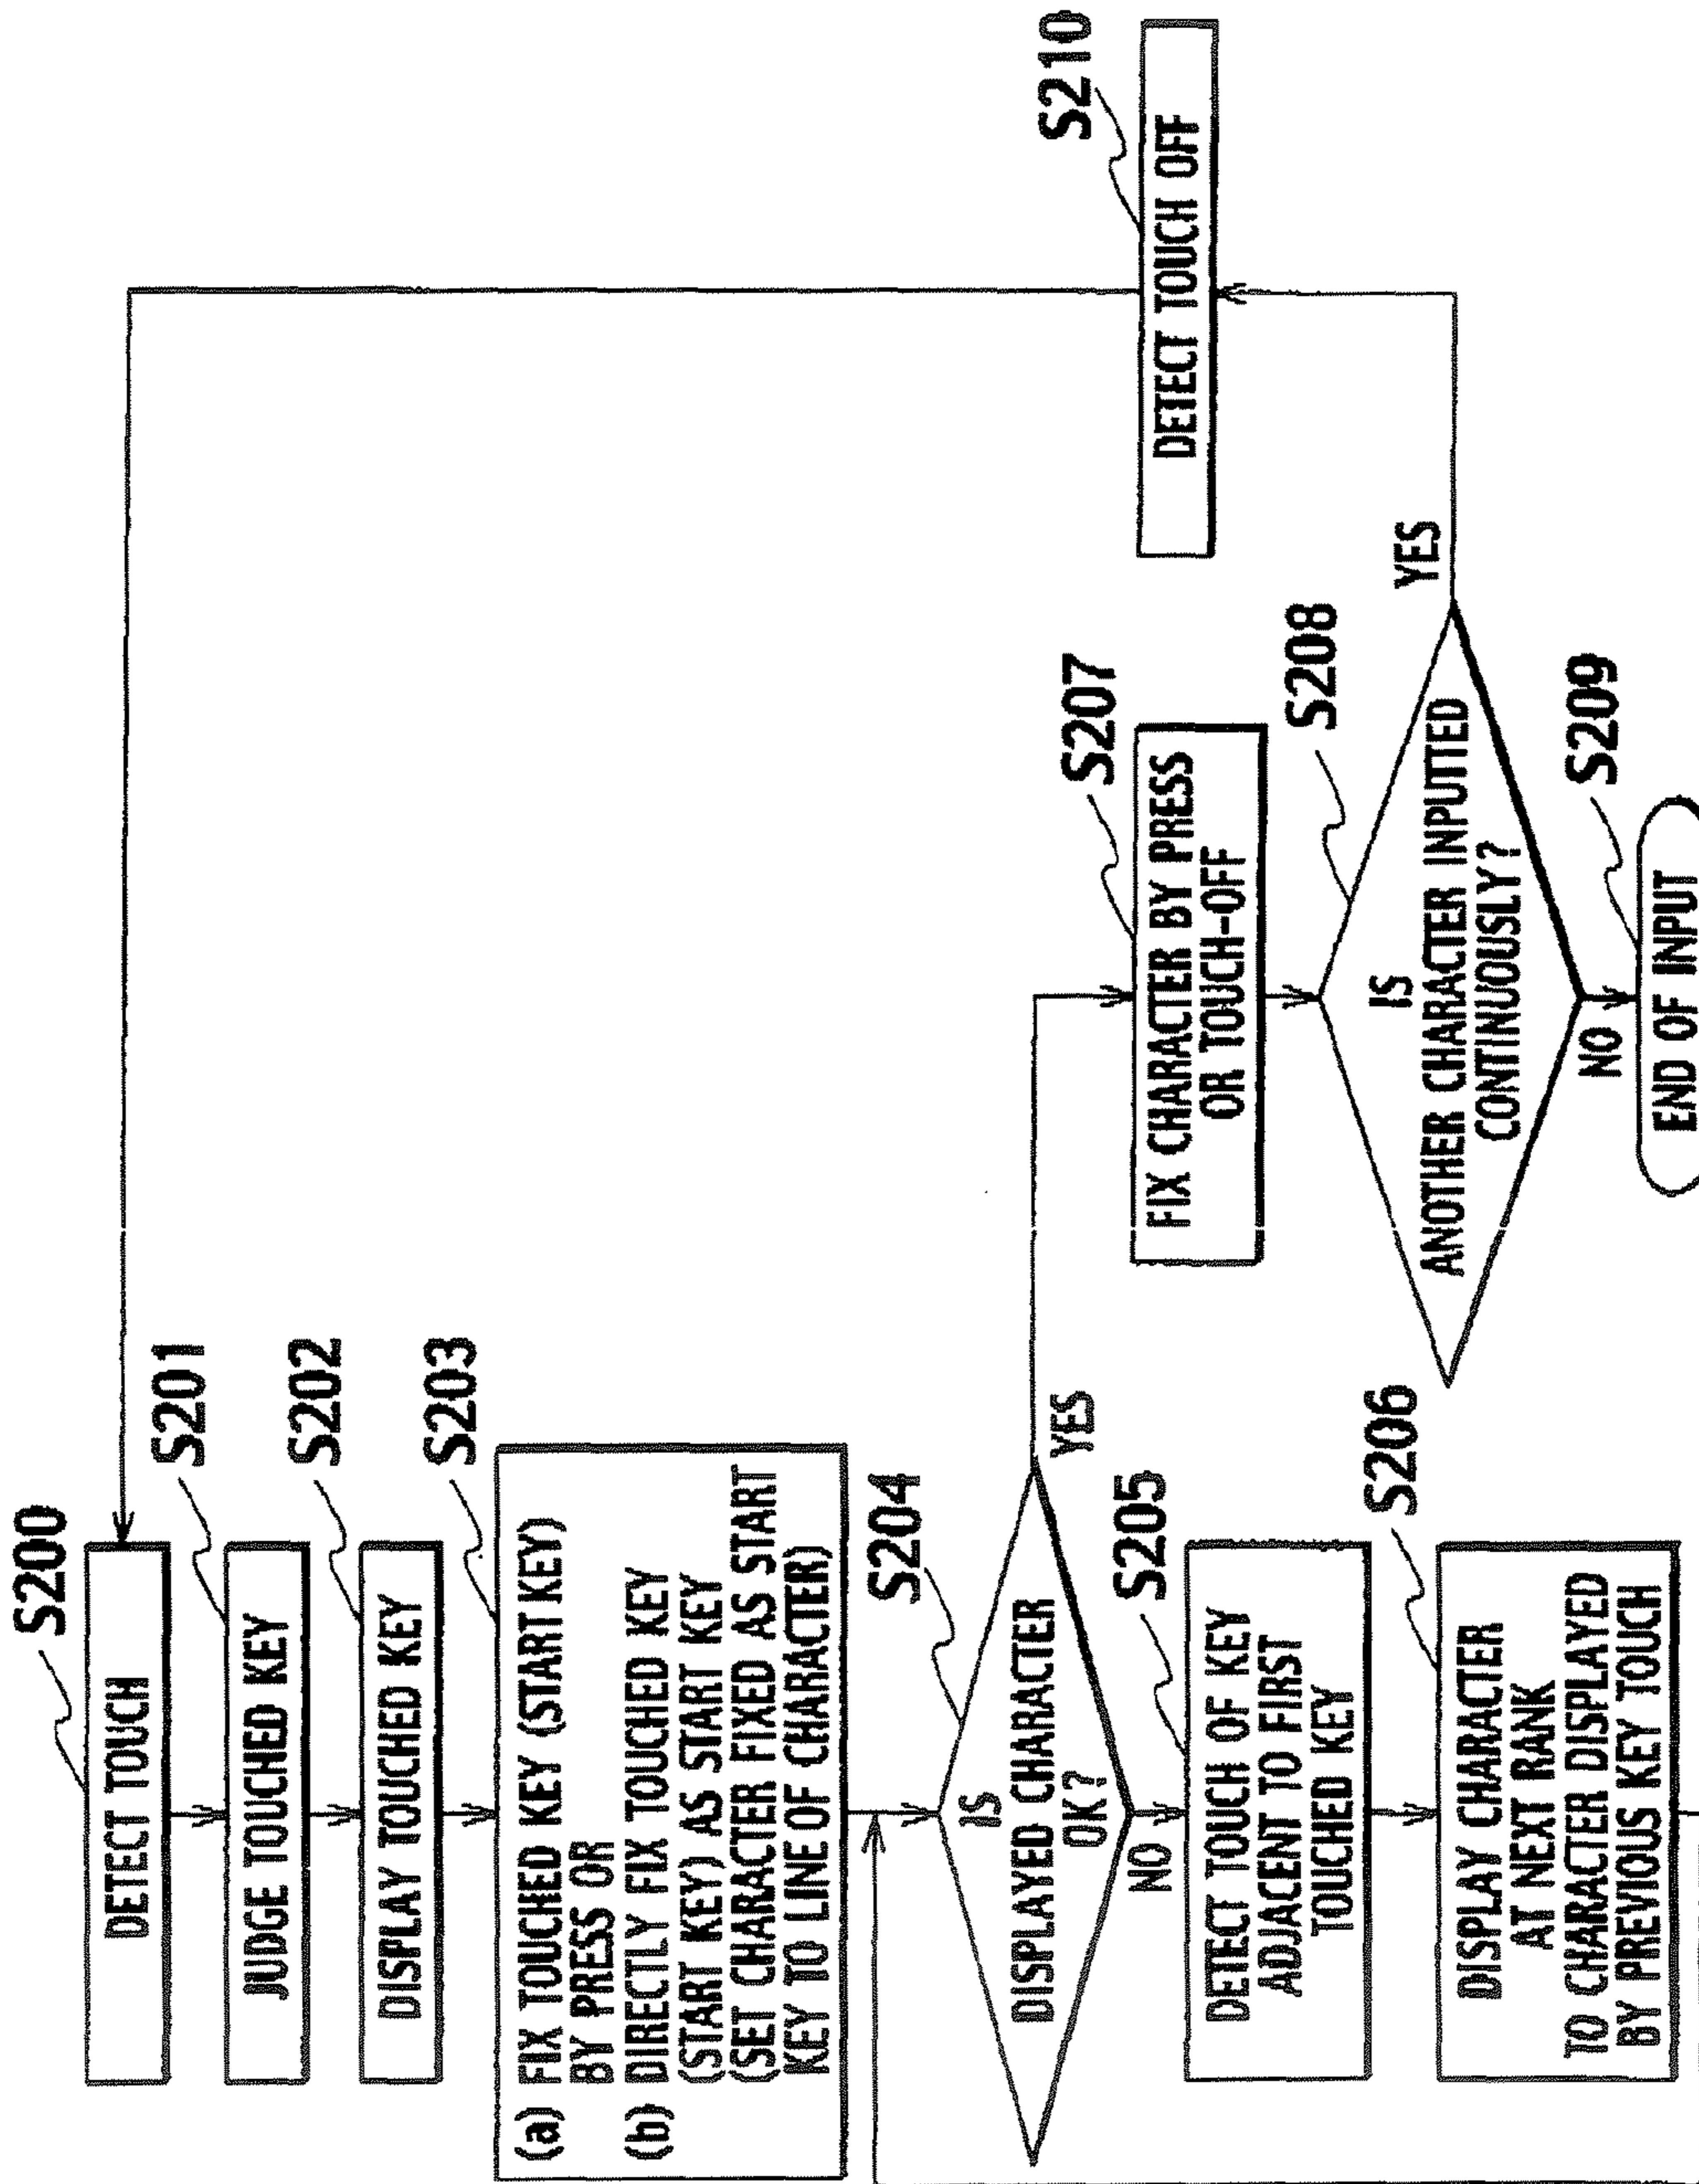 S200
DETECT TOUCH
S201
JUDGE TOUCHED KEY
S202
DISPLAY TOUCHED KEY
S203
(a) FIX TOUCHED KEY (START KEY)
BY PRESS OR
(b) DIRECTLY FIX TOUCHED KEY
(START KEY) AS START KEY
(SET CHARACTER FIXED AS START
KEY TO LINE OF CHARACTER)
S204
IS
DISPLAYED CHARACTER
OK?
YES
NO
S205
DETECT TOUCH OF KEY
ADJACENT TO FIRST
TOUCHED KEY
S206
DISPLAY CHARACTER
AT NEXT RANK
TO CHARACTER DISPLAYED
BY PREVIOUS KEY TOUCH
S207
FIX CHARACTER BY PRESS
OR TOUCH-OFF
S208
IS
ANOTHER CHARACTER INPUTTED
CONTINUOUSLY?
YES
NO
S209
END OF INPUT
S210
DETECT TOUCH OFF